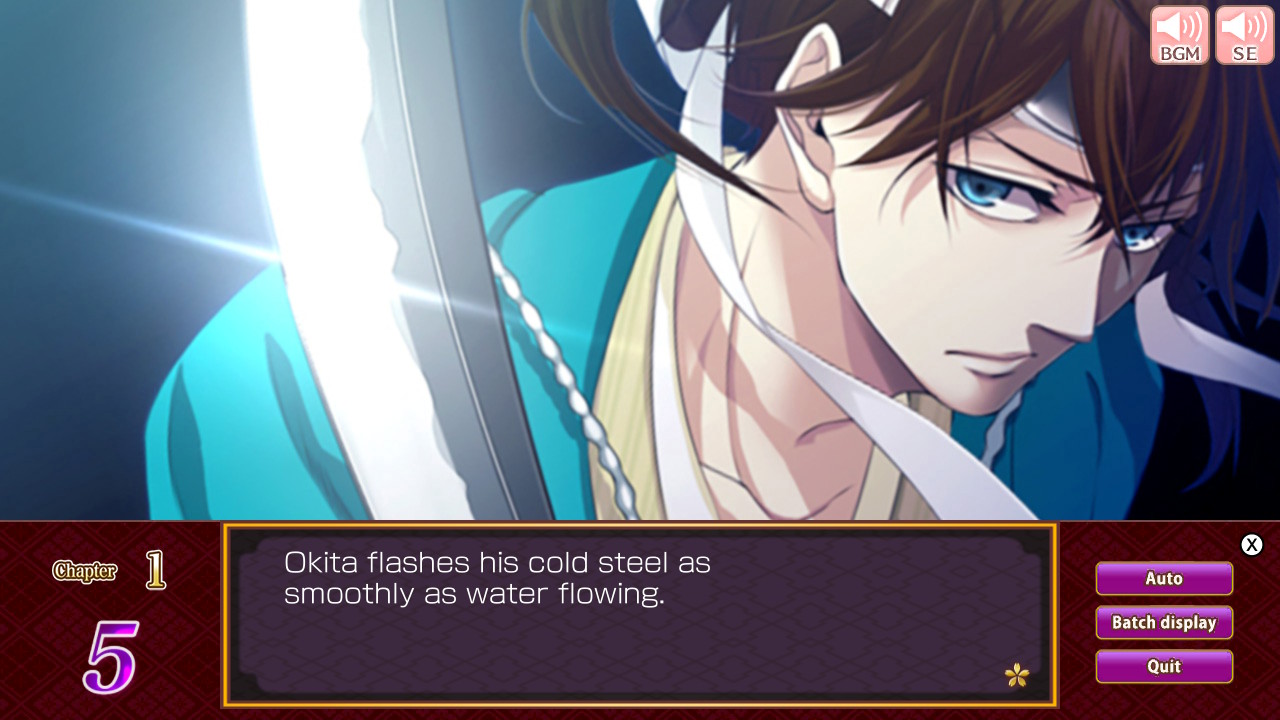 BGM
SE
Chapter 1
5
Okita flashes his cold steel as
smoothly as water flowing.
X
Auto
Batch display
Quit